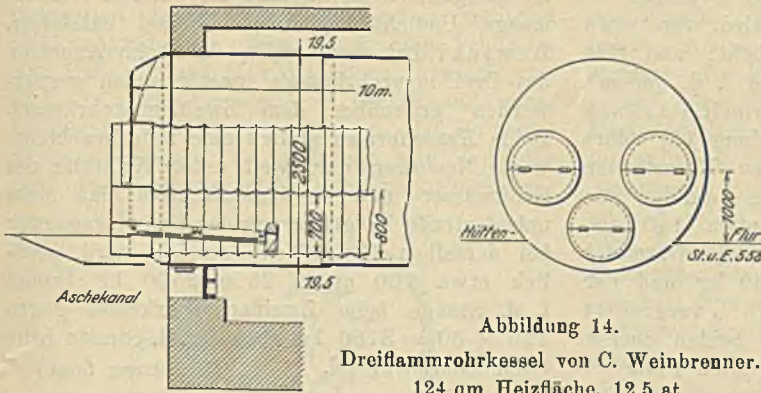 19,5
10m.
2300
700
800
19,5
Aschekanal
1000
Hütten- Flur
St.u.E.558
Abbildung 14.
Dreiflammrohrkessel von C. Weinbrenner.
124 qm Heizfläche, 12,5 at